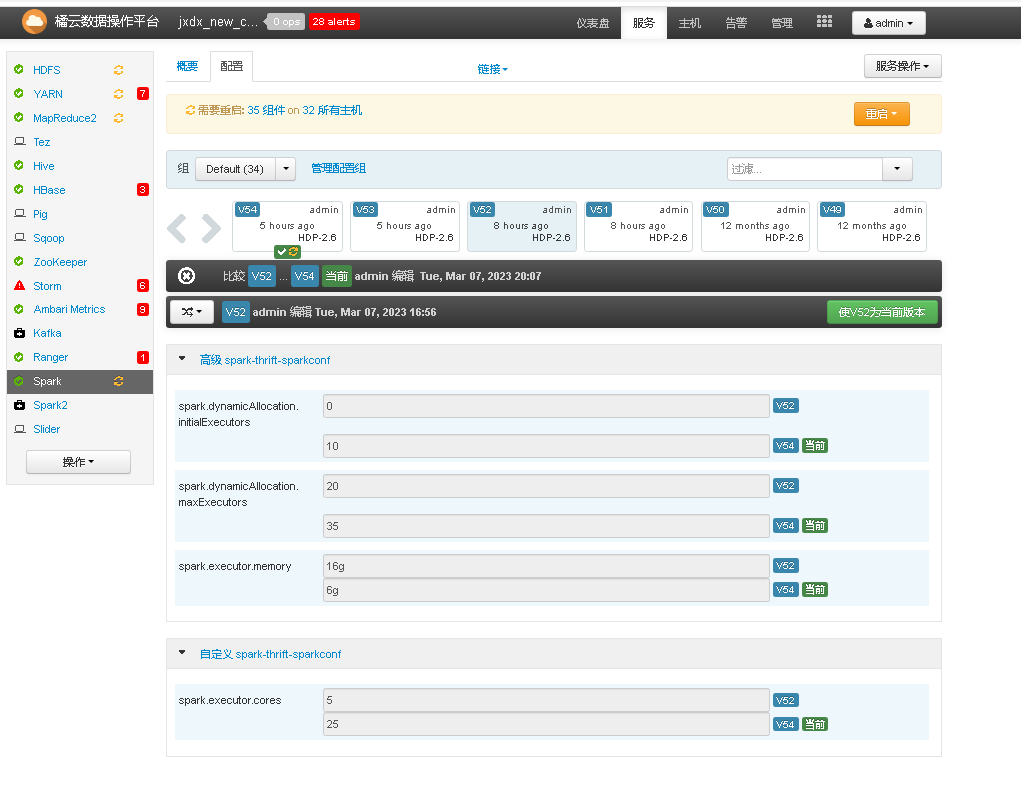 橘云数据操作平台 jxdx_new_c... 0 ops 28 alerts 仪表盘 服务 主机 告警 管理 admin
HDFS
YARN 7
MapReduce2
Tez
Hive
HBase 3
Pig
Sqoop
ZooKeeper
Storm 6
Ambari Metrics 9
Kafka
Ranger 1
Spark
Spark2
Slider
操作
概要 配置 链接 服务操作
需要重启: 35 组件 on 32 所有主机 重启
组 Default (34) 管理配置组 过滤...
V54 admin
5 hours ago
HDP-2.6
V53 admin
5 hours ago
HDP-2.6
V52 admin
8 hours ago
HDP-2.6
V51 admin
8 hours ago
HDP-2.6
V50 admin
12 months ago
HDP-2.6
V49 admin
12 months ago
HDP-2.6
比较 V52 ... V54 当前 admin 编辑 Tue, Mar 07, 2023 20:07
V52 admin 编辑 Tue, Mar 07, 2023 16:56 使V52为当前版本
高级 spark-thrift-sparkconf
spark.dynamicAllocation.
initialExecutors
0 V52
10 V54 当前
spark.dynamicAllocation.
maxExecutors
20 V52
35 V54 当前
spark.executor.memory
16g V52
6g V54 当前
自定义 spark-thrift-sparkconf
spark.executor.cores
5 V52
25 V54 当前